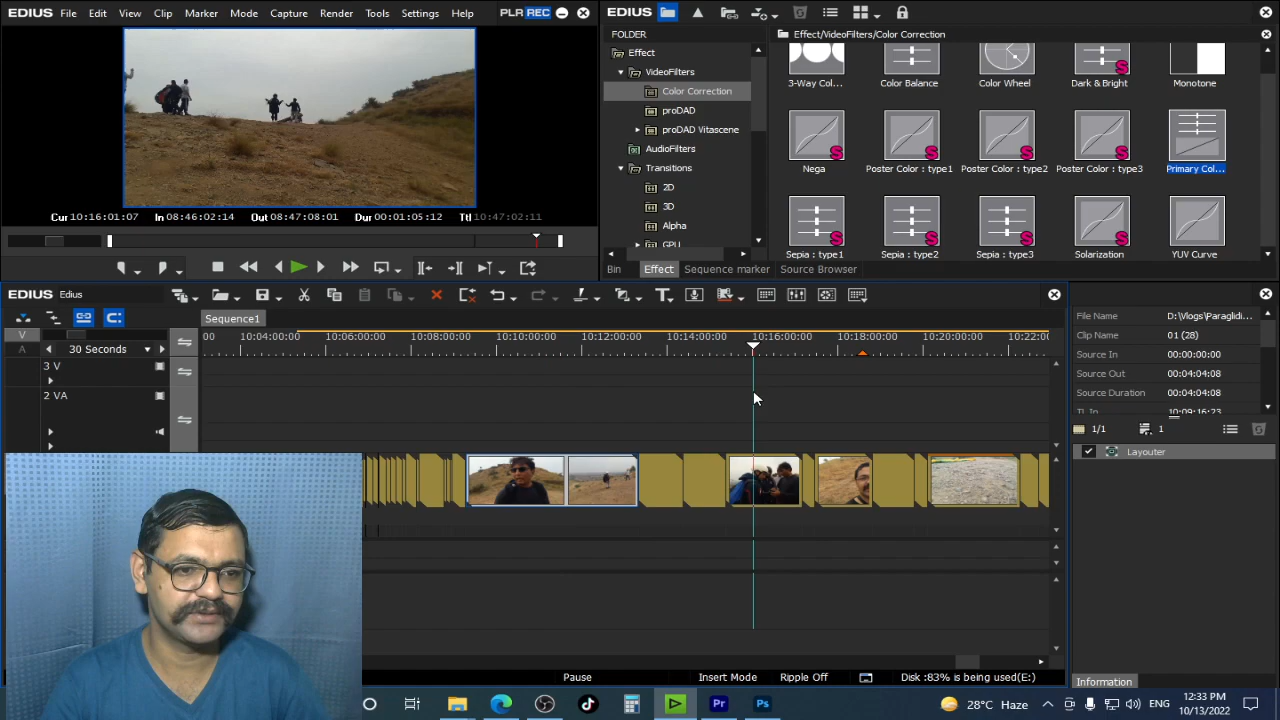 File Edit View Clip Marker Mode Capture Render Tools Settings Help PLR REC
Cur 10:16:01:07 In 08:46:02:14 Out 08:47:08:01 Dur 00:01:05:12 Ttl 10:47:02:11
EDIUS
FOLDER
Effect/VideoFilters/Color Correction
Effect
VideoFilters
Color Correction
proDAD
proDAD Vitascene
AudioFilters
Transitions
2D
3D
Alpha
GPU
3-Way Col... Color Balance Color Wheel Dark & Bright Monotone
Nega Poster Color : type1 Poster Color : type2 Poster Color : type3 Primary Col...
Sepia : type1 Sepia : type2 Sepia : type3 Solarization YUV Curve
Bin Effect Sequence marker Source Browser
EDIUS Edius
Sequence1
V
A
30 Seconds
00 10:04:00:00 10:06:00:00 10:08:00:00 10:10:00:00 10:12:00:00 10:14:00:00 10:16:00:00 10:18:00:00 10:20:00:00 10:22:00
3 V
2 VA
File Name D:\Vlogs\Paraglidi...
Clip Name 01 (28)
Source In 00:00:00:00
Source Out 00:04:04:08
Source Duration 00:04:04:08
TL In 10:09:16:23
1/1 1
Layouter
Information
Pause Insert Mode Ripple Off Disk :83% is being used(E:)
28°C Haze
12:33 PM
10/13/2022